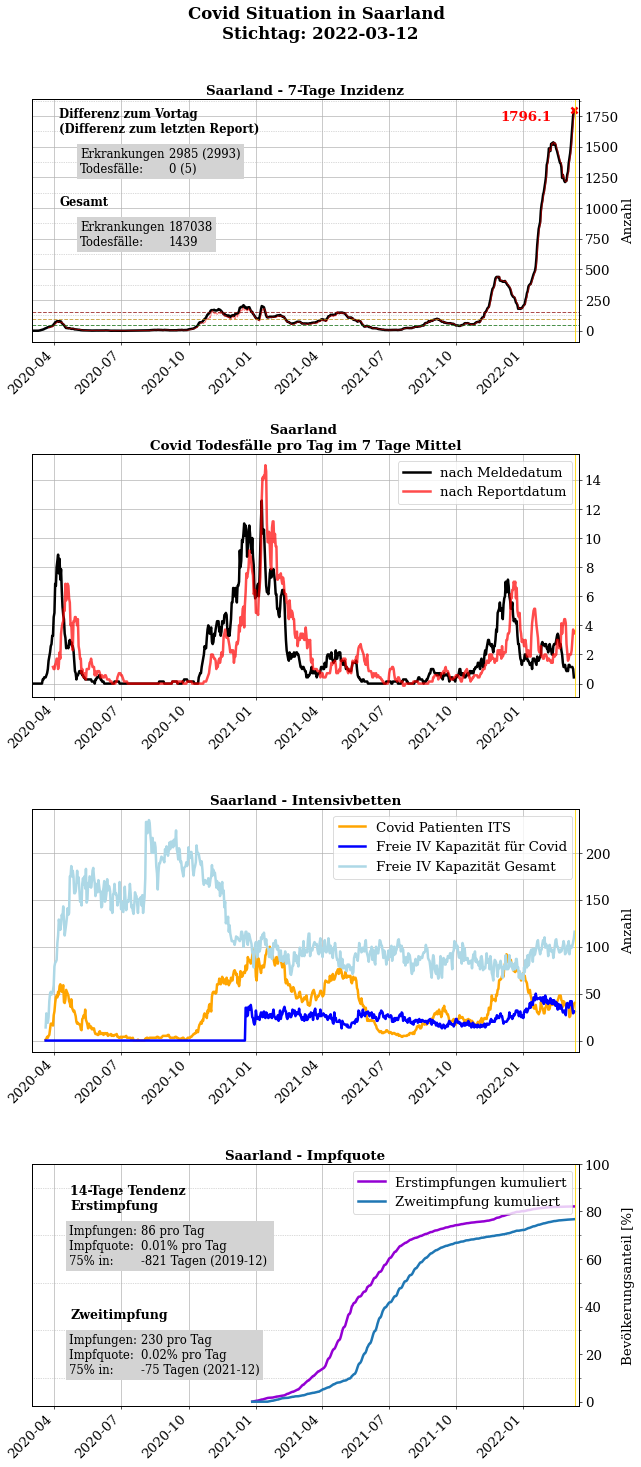 Covid Situation in Saarland
Stichtag: 2022-03-12
Saarland - 7-Tage Inzidenz
Differenz zum Vortag
(Differenz zum letzten Report)
Erkrankungen 2985 (2993)
Todesfälle: 0 (5)
Gesamt
Erkrankungen 187038
Todesfälle: 1439
1796.1
1750
1500
1250
1000
750
500
250
0
Anzahl
2020-04
2020-07
2020-10
2021-01
2021-04
2021-07
2021-10
2022-01
Saarland
Covid Todesfälle pro Tag im 7 Tage Mittel
nach Meldedatum
nach Reportdatum
14
12
10
8
6
4
2
0
2020-04
2020-07
2020-10
2021-01
2021-04
2021-07
2021-10
2022-01
Saarland - Intensivbetten
Covid Patienten ITS
Freie IV Kapazität für Covid
Freie IV Kapazität Gesamt
200
150
100
50
0
Anzahl
2020-04
2020-07
2020-10
2021-01
2021-04
2021-07
2021-10
2022-01
Saarland - Impfquote
14-Tage Tendenz
Erstimpfung
Impfungen: 86 pro Tag
Impfquote: 0.01% pro Tag
75% in: -821 Tagen (2019-12)
Zweitimpfung
Impfungen: 230 pro Tag
Impfquote: 0.02% pro Tag
75% in: -75 Tagen (2021-12)
Erstimpfungen kumuliert
Zweitimpfung kumuliert
100
80
60
40
20
0
Bevölkerungsanteil [%]
2020-04
2020-07
2020-10
2021-01
2021-04
2021-07
2021-10
2022-01